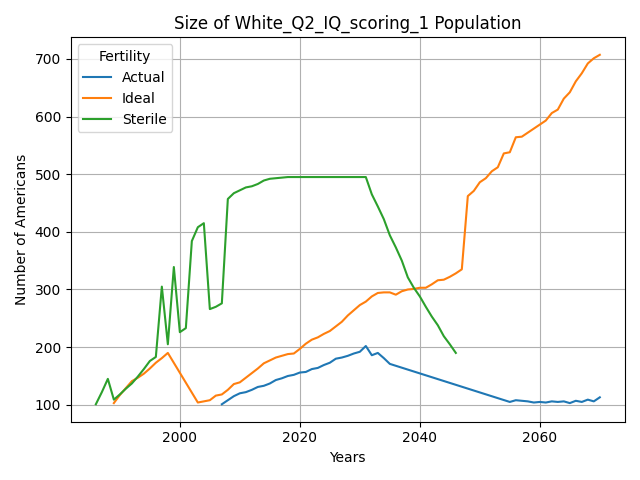 Size of White_Q2_IQ_scoring_1 Population
Fertility
Actual
Ideal
Sterile
Number of Americans
700
600
500
400
300
200
100
2000
2020
2040
2060
Years